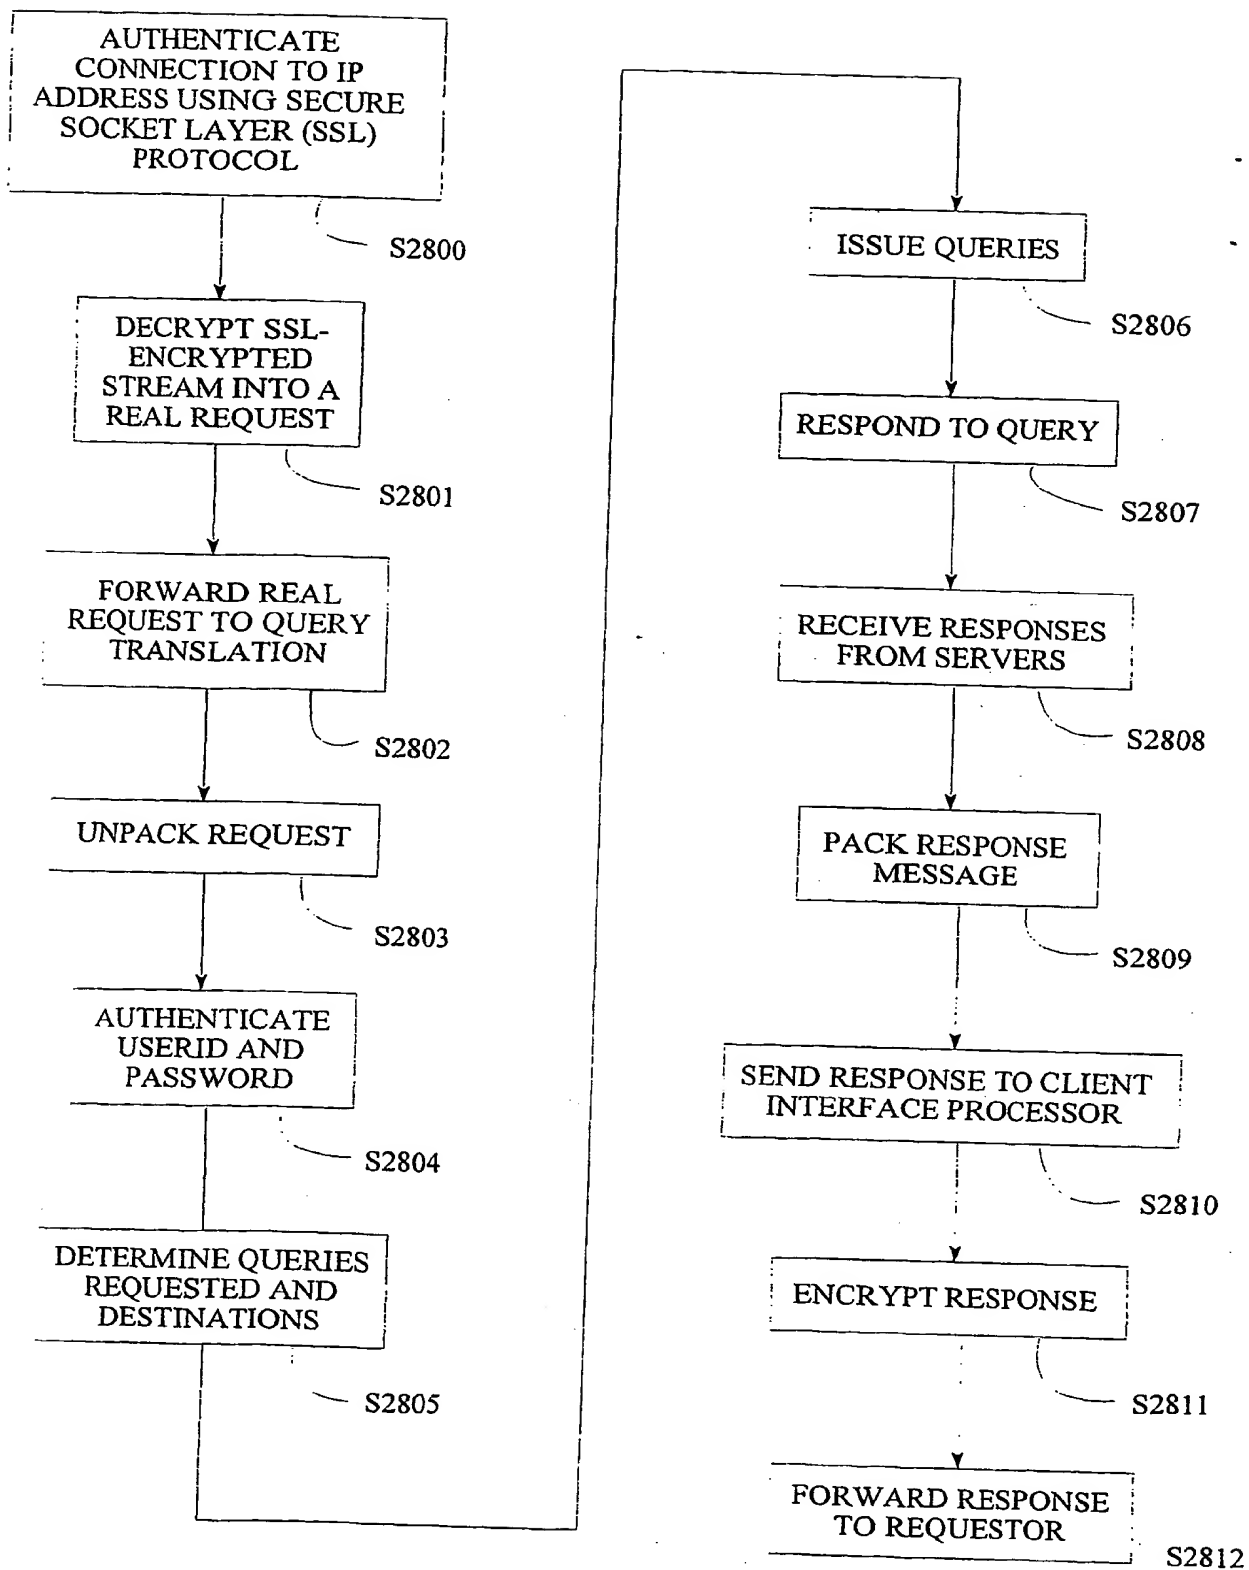 AUTHENTICATE
CONNECTION TO IP
ADDRESS USING SECURE
SOCKET LAYER (SSL)
PROTOCOL
S2800
DECRYPT SSL-
ENCRYPTED
STREAM INTO A
REAL REQUEST
S2801
FORWARD REAL
REQUEST TO QUERY
TRANSLATION
S2802
UNPACK REQUEST
S2803
AUTHENTICATE
USERID AND
PASSWORD
S2804
DETERMINE QUERIES
REQUESTED AND
DESTINATIONS
S2805
ISSUE QUERIES
S2806
RESPOND TO QUERY
S2807
RECEIVE RESPONSES
FROM SERVERS
S2808
PACK RESPONSE
MESSAGE
S2809
SEND RESPONSE TO CLIENT
INTERFACE PROCESSOR
S2810
ENCRYPT RESPONSE
S2811
FORWARD RESPONSE
TO REQUESTOR
S2812